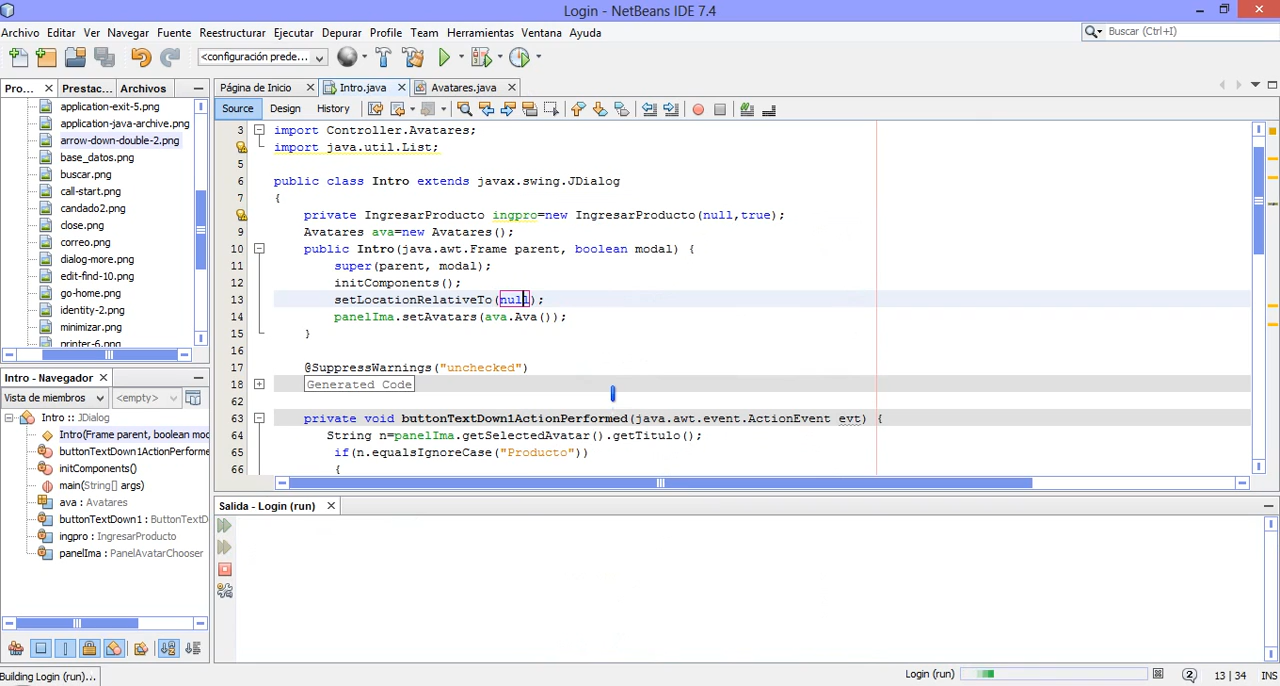 Login - NetBeans IDE 7.4
Archivo Editar Ver Navegar Fuente Reestructurar Ejecutar Depurar Profile Team Herramientas Ventana Ayuda
Buscar (Ctrl+I)
<configuración prede...
Pro... Prestac... Archivos
Página de Inicio Intro.java Avatares.java
Source Design History
application-exit-5.png
application-java-archive.png
arrow-down-double-2.png
base_datos.png
buscar.png
call-start.png
candado2.png
close.png
correo.png
dialog-more.png
edit-find-10.png
go-home.png
identity-2.png
minimizar.png
printer-6.png
3 import Controller.Avatares;
import java.util.List;
5
6 public class Intro extends javax.swing.JDialog
7 {
private IngresarProducto ingpro=new IngresarProducto(null,true);
9 Avatares ava=new Avatares();
10 public Intro(java.awt.Frame parent, boolean modal) {
11 super(parent, modal);
12 initComponents();
13 setLocationRelativeTo(null);
14 panelIma.setAvatars(ava.Ava());
15 }
16
17 @SuppressWarnings("unchecked")
18 Generated Code
62
63 private void buttonTextDown1ActionPerformed(java.awt.event.ActionEvent evt) {
64 String n=panelIma.getSelectedAvatar().getTitulo();
65 if(n.equalsIgnoreCase("Producto"))
66 {
Intro - Navegador
Vista de miembros <empty>
Intro :: JDialog
Intro(Frame parent, boolean moc
buttonTextDown1ActionPerforme
initComponents()
main(String[] args)
ava : Avatares
buttonTextDown1 : ButtonTextD
ingpro : IngresarProducto
panelIma : PanelAvatarChooser
Salida - Login (run)
Building Login (run)...
Login (run)
2
13 | 34 INS